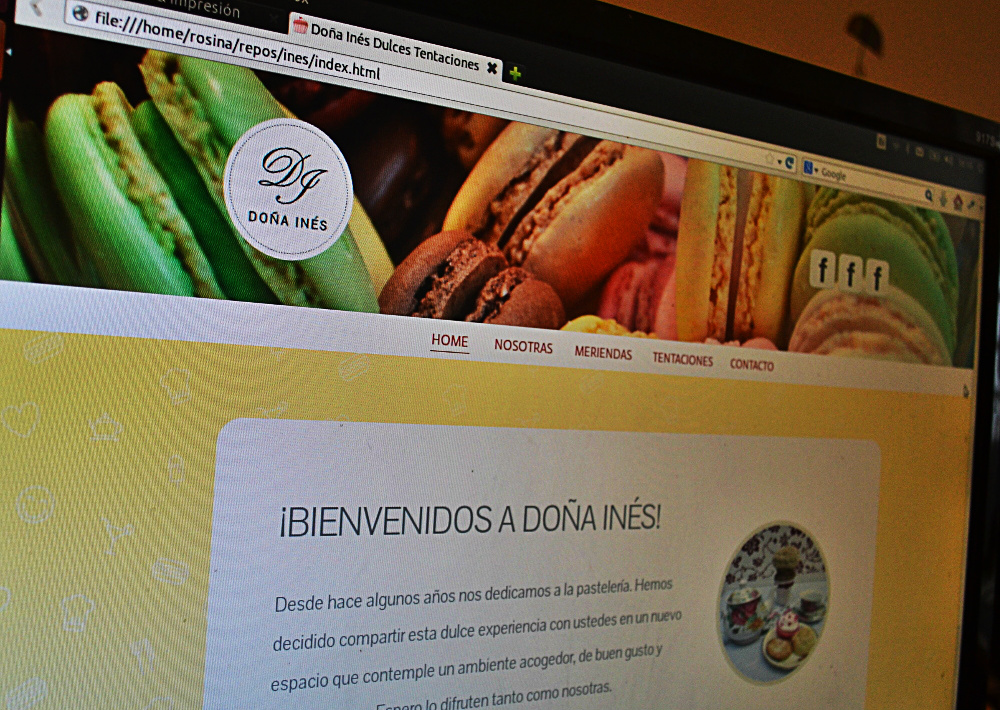 Impresión
Doña Inés Dulces Tentaciones
file:///home/rosina/repos/ines/index.html
Google
DI
DOÑA INÉS
f f f
HOME NOSOTRAS MERIENDAS TENTACIONES CONTACTO
¡BIENVENIDOS A DOÑA INÉS!
Desde hace algunos años nos dedicamos a la pastelería. Hemos
decidido compartir esta dulce experiencia con ustedes en un nuevo
espacio que contemple un ambiente acogedor, de buen gusto y
Espero lo difruten tanto como nosotras.